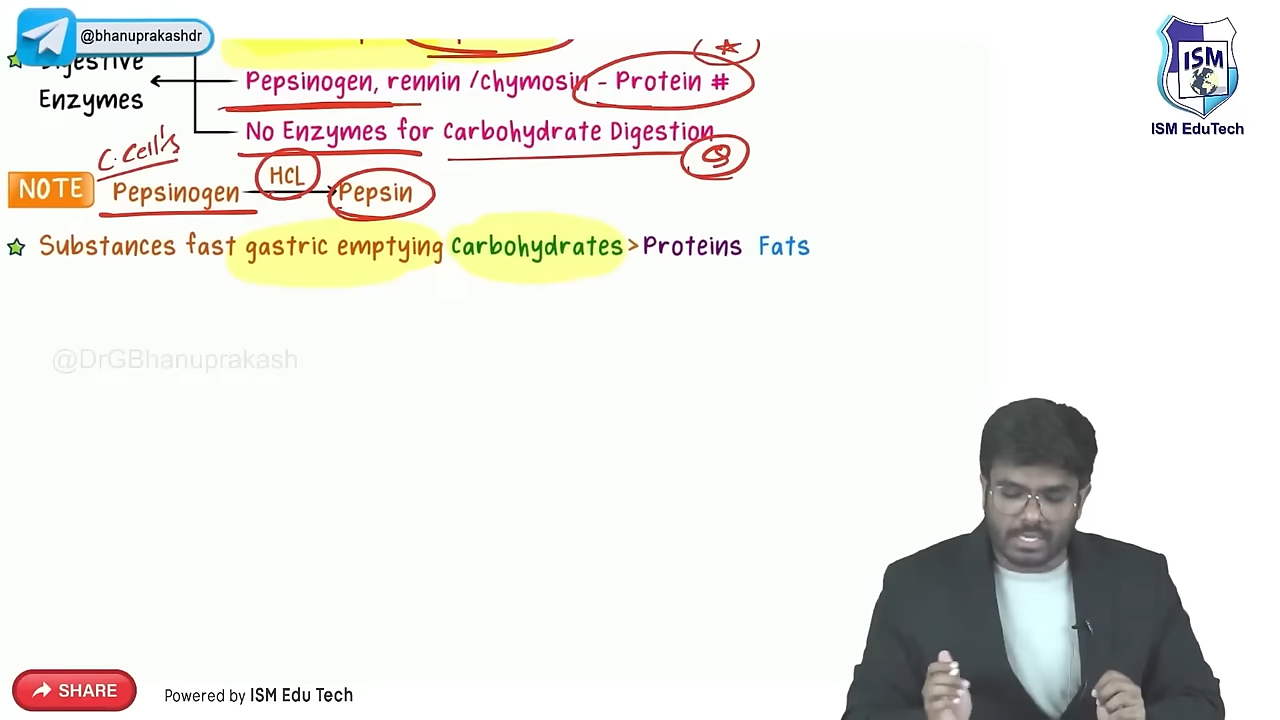 @bhanuprakashdr
Digestive
Enzymes
Pepsinogen, rennin /chymosin - Protein #
No Enzymes for Carbohydrate Digestion
C. Cell's
NOTE
Pepsinogen
HCL
Pepsin
Substances fast gastric emptying Carbohydrates > Proteins Fats
@DrGBhanuprakash
ISM
ISM EduTech
SHARE
Powered by ISM Edu Tech